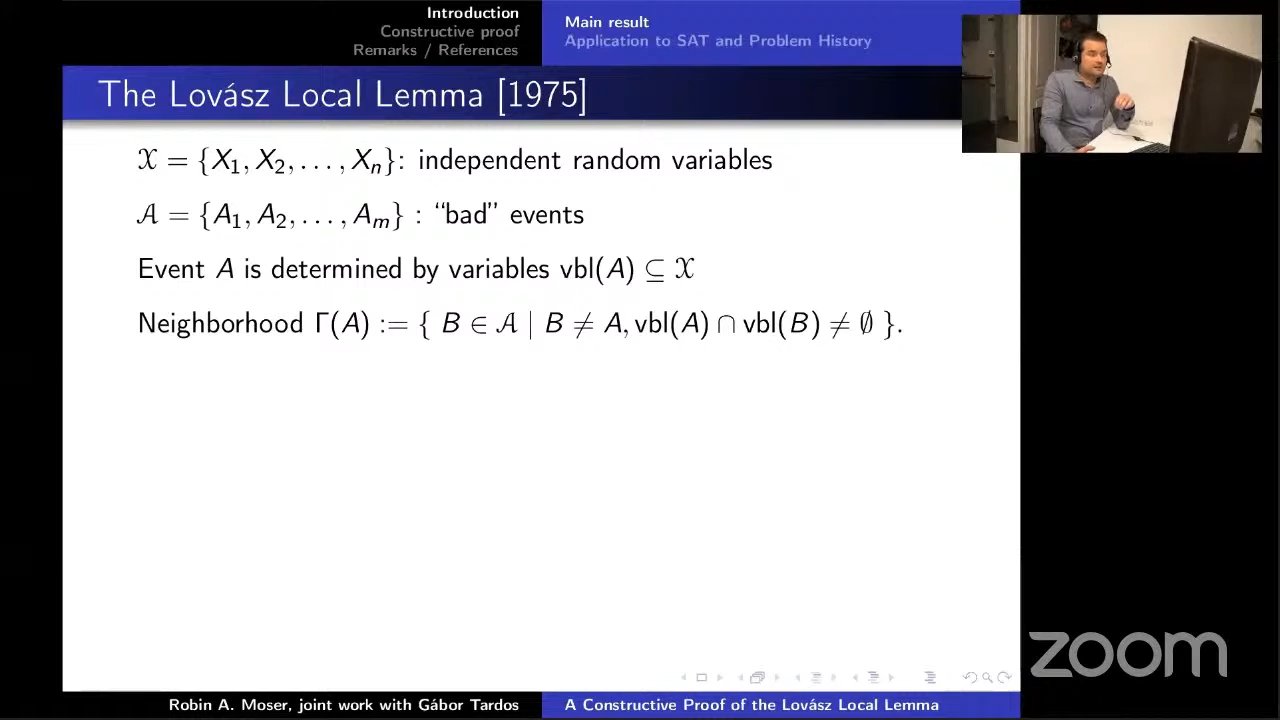 Introduction
Constructive proof
Remarks / References
Main result
Application to SAT and Problem History
The Lovász Local Lemma [1975]
𝒳 = {X₁, X₂, . . . , Xₙ}: independent random variables
𝒜 = {A₁, A₂, . . . , Aₘ} : “bad” events
Event A is determined by variables vbl(A) ⊆ 𝒳
Neighborhood Γ(A) := { B ∈ 𝒜 | B ≠ A, vbl(A) ∩ vbl(B) ≠ ∅ }.
zoom
Robin A. Moser, joint work with Gábor Tardos
A Constructive Proof of the Lovász Local Lemma